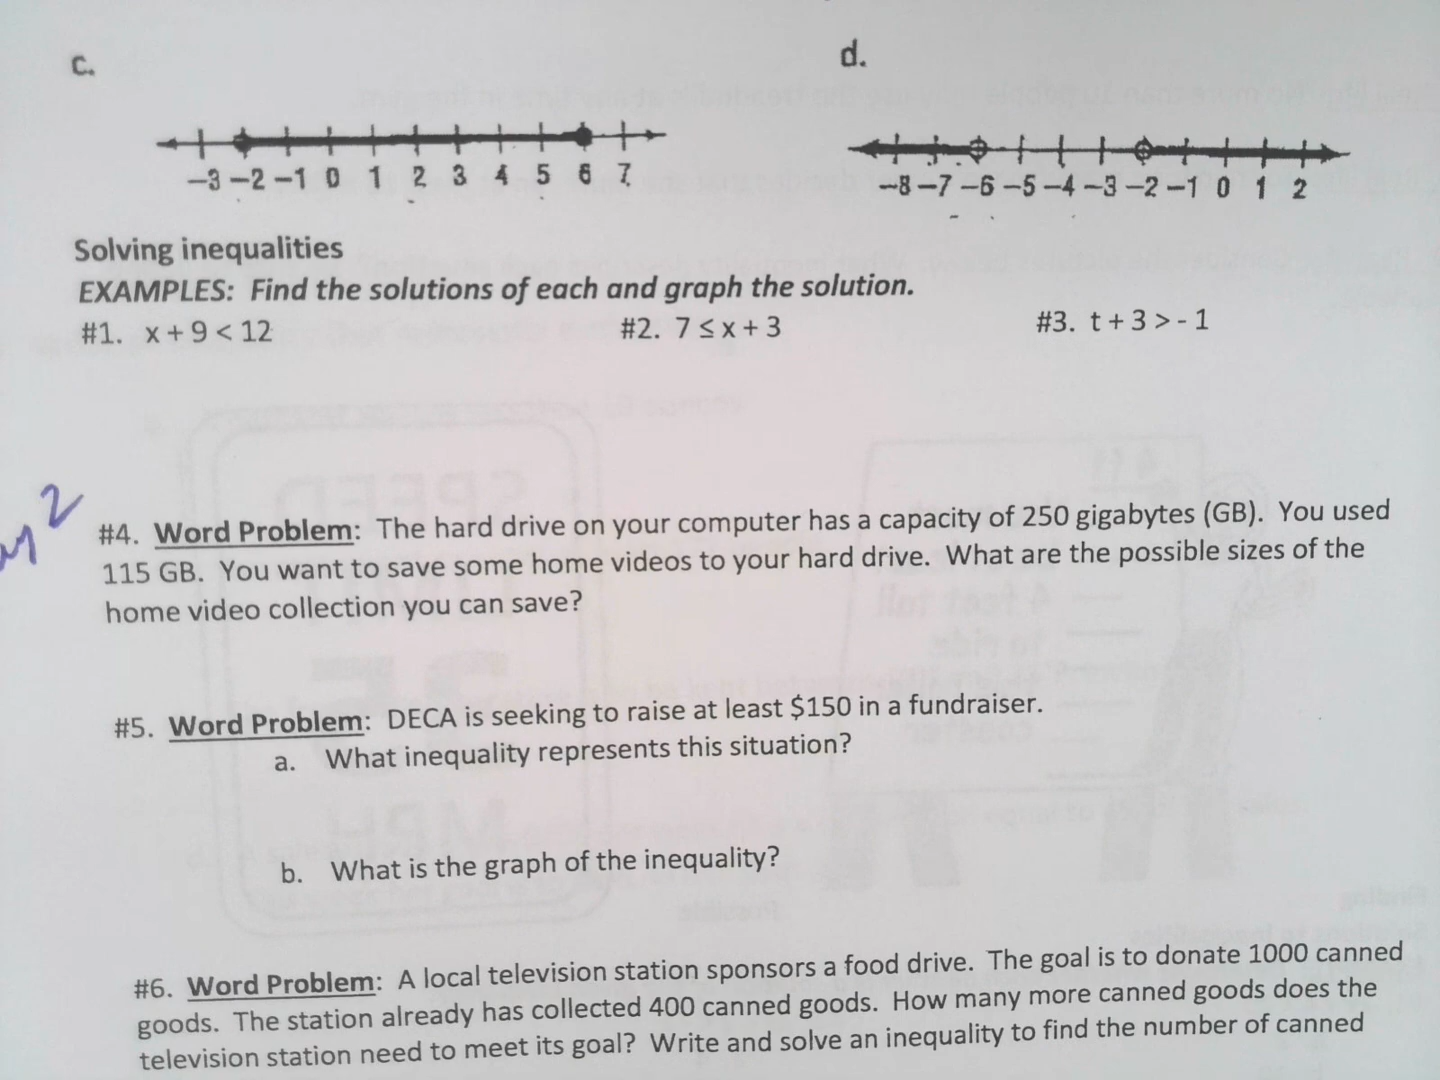 c.
d.
-3 -2 -1 0 1 2 3 4 5 6 7
-8 -7 -6 -5 -4 -3 -2 -1 0 1 2
Solving inequalities
EXAMPLES: Find the solutions of each and graph the solution.
#1. x + 9 < 12
#2. 7 ≤ x + 3
#3. t + 3 > - 1
#4. Word Problem: The hard drive on your computer has a capacity of 250 gigabytes (GB). You used
115 GB. You want to save some home videos to your hard drive. What are the possible sizes of the
home video collection you can save?
#5. Word Problem: DECA is seeking to raise at least $150 in a fundraiser.
a. What inequality represents this situation?
b. What is the graph of the inequality?
#6. Word Problem: A local television station sponsors a food drive. The goal is to donate 1000 canned
goods. The station already has collected 400 canned goods. How many more canned goods does the
television station need to meet its goal? Write and solve an inequality to find the number of canned